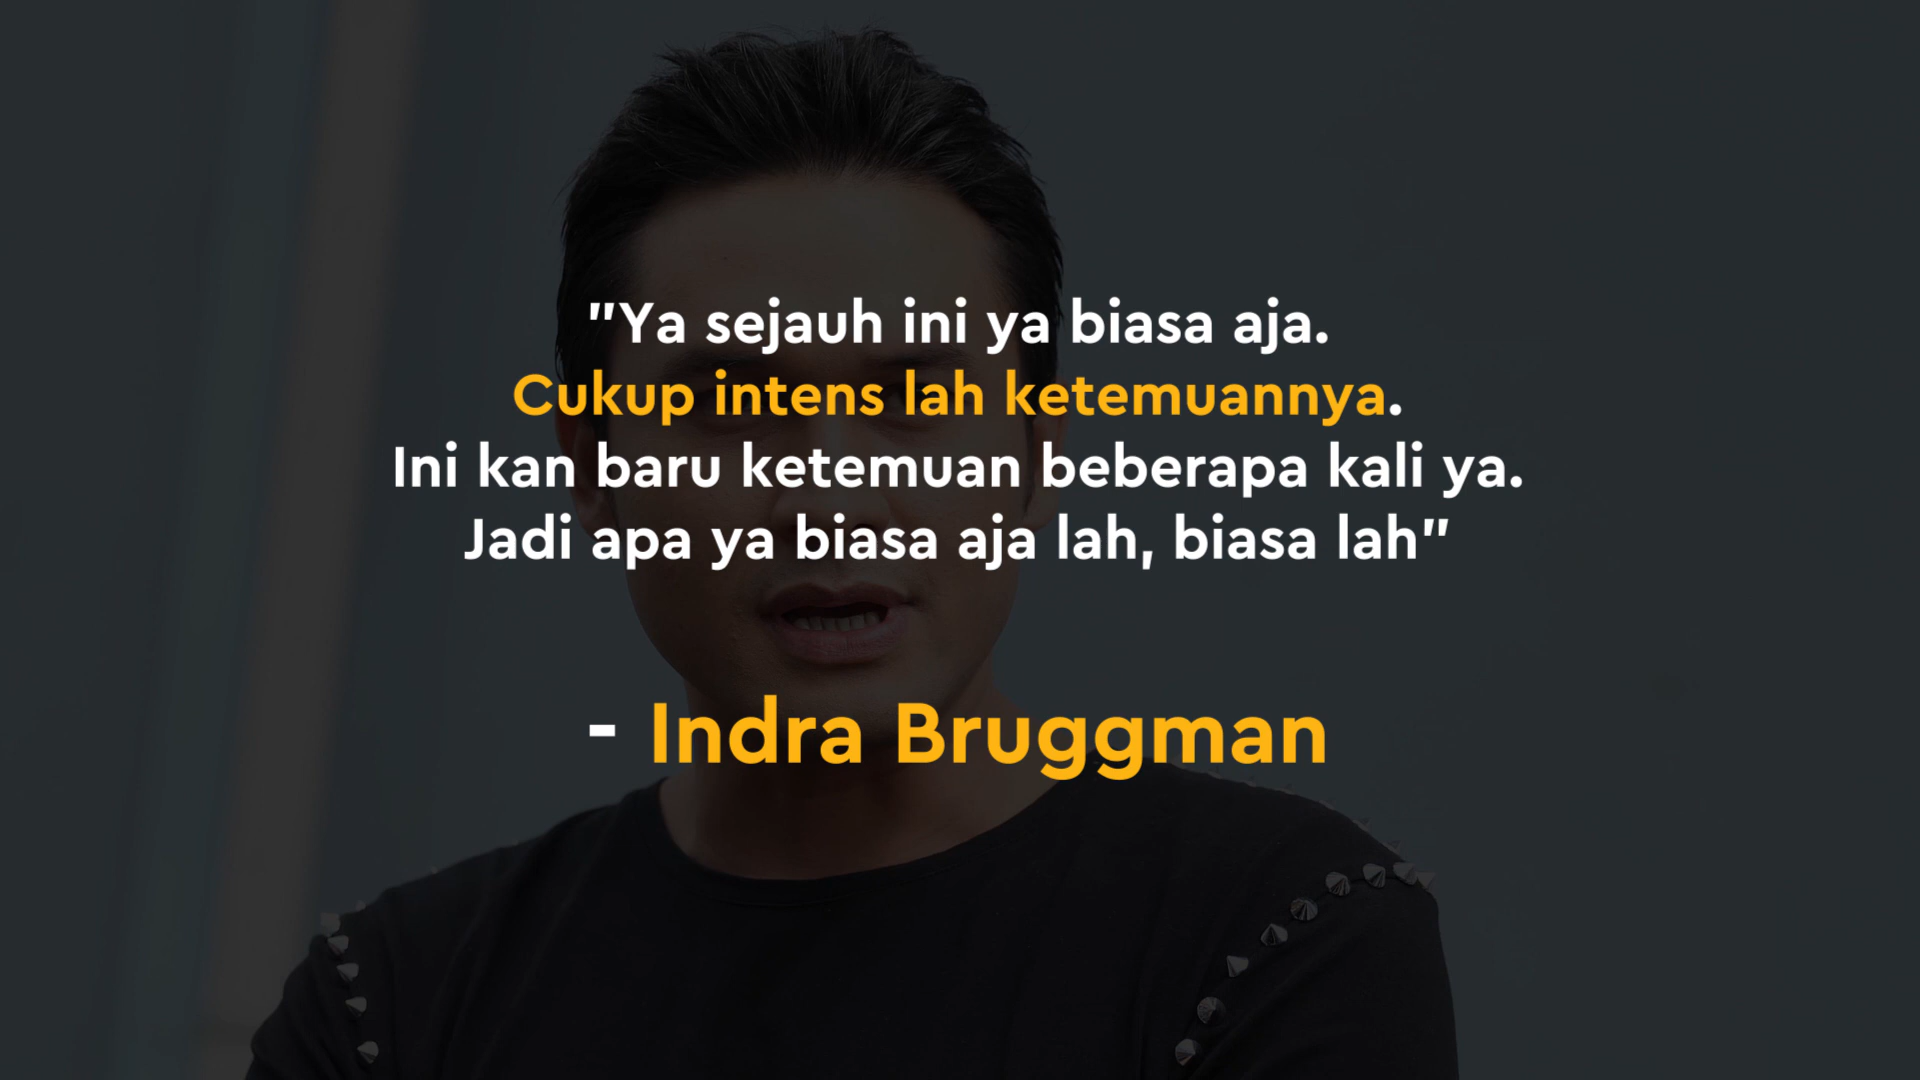 "Ya sejauh ini ya biasa aja.
Cukup intens lah ketemuannya.
Ini kan baru ketemuan beberapa kali ya.
Jadi apa ya biasa aja lah, biasa lah"
- Indra Bruggman